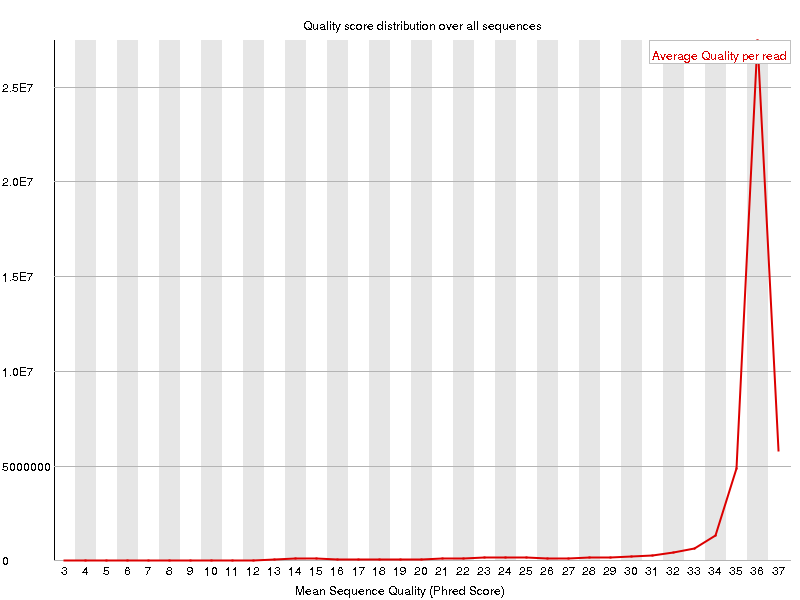 Quality score distribution over all sequences
Average Quality per read
2.5E7
2.0E7
1.5E7
1.0E7
5000000
0
3 4 5 6 7 8 9 10 11 12 13 14 15 16 17 18 19 20 21 22 23 24 25 26 27 28 29 30 31 32 33 34 35 36 37
Mean Sequence Quality (Phred Score)